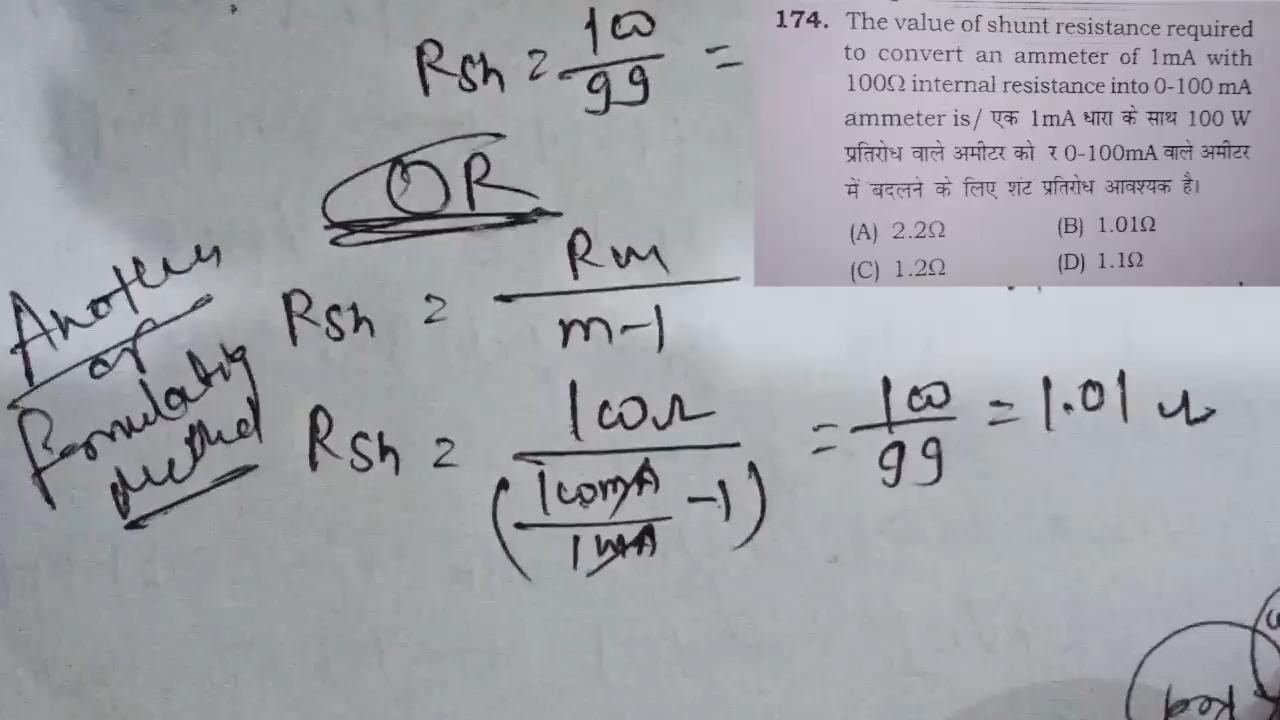 Rsh = 100/99 =
174. The value of shunt resistance required
to convert an ammeter of 1mA with
100Ω internal resistance into 0-100 mA
ammeter is/ एक 1mA धारा के साथ 100 W
प्रतिरोध वाले अमीटर को र 0-100mA वाले अमीटर
में बदलने के लिए शंट प्रतिरोध आवश्यक है।
(A) 2.2Ω (B) 1.01Ω
(C) 1.2Ω (D) 1.1Ω
OR
Another
or
method
Rsh = Rm/m-1
Rsh = 100Ω/(100mA/1mA -1) = 100/99 = 1.01 Ω